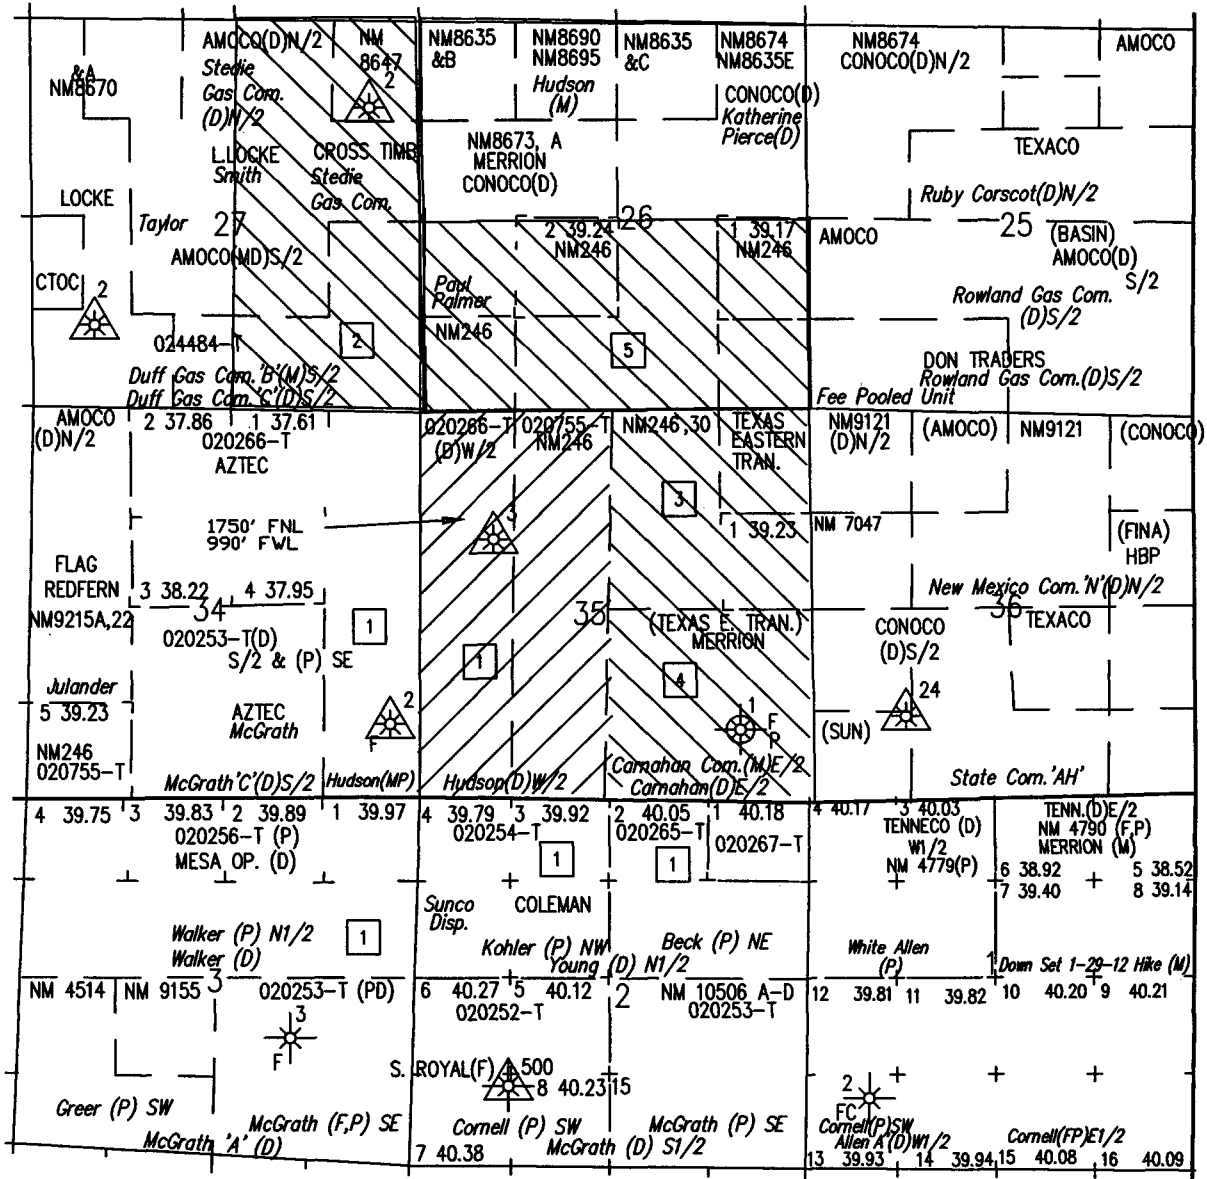 AMOCO(D)N/2
Stedie
Gas Com.
(D)N/2
NM
8647
2
&A
NM8670
L.LOCKE
Smith
CROSS TIMB
Stedie
Gas Com.
LOCKE
Taylor
27
AMOCO(MD)S/2
CTOC
2
024484-T
2
Duff Gas Com.'B'(M)S/2
Duff Gas Com.'C'(D)S/2
NM8635
&B
NM8690
NM8695
Hudson
(M)
NM8635
&C
NM8674
NM8635E
CONOCO(D)
Katherine
Pierce(D)
NM8673, A
MERRION
CONOCO(D)
26
2 39.24
NM246
1 39.17
NM246
Paul
Palmer
NM246
5
NM8674
CONOCO(D)N/2
AMOCO
TEXACO
Ruby Corscot(D)N/2
25
AMOCO
(BASIN)
AMOCO(D)
S/2
Rowland Gas Com.
(D)S/2
DON TRADERS
Rowland Gas Com.(D)S/2
Fee Pooled Unit
AMOCO
(D)N/2
2 37.86
1 37.61
020266-T
AZTEC
1750' FNL
990' FWL
FLAG
REDFERN
3 38.22
4 37.95
34
NM9215A,22
020253-T(D)
S/2 & (P) SE
1
Julander
5 39.23
AZTEC
McGrath
2
F
NM246
020755-T
McGrath'C'(D)S/2
Hudson(MP)
020266-T
(D)W/2
020755-T
NM246
NM246,30
TEXAS
EASTERN
TRAN.
3
3
1 39.23
35
(TEXAS E. TRAN.)
MERRION
1
4
1
F
P
Hudson(D)W/2
Carnahan Com.(M)E/2
Carnahan(D)E/2
NM9121
(D)N/2
(AMOCO)
NM9121
(CONOCO)
NM 7047
(FINA)
HBP
New Mexico Com.'N'(D)N/2
36
TEXACO
CONOCO
(D)S/2
24
(SUN)
State Com.'AH'
4 39.75
3 39.83
2 39.89
1 39.97
020256-T (P)
MESA OP. (D)
Walker (P) N1/2
Walker (D)
1
3
NM 4514
NM 9155
020253-T (PD)
3
F
Greer (P) SW
McGrath (F,P) SE
McGrath 'A' (D)
4 39.79
3 39.92
2 40.05
1 40.18
020254-T
020265-T
020267-T
1
1
Sunco
Disp.
COLEMAN
Kohler (P) NW
Beck (P) NE
Young (D) N1/2
6 40.27
5 40.12
2
NM 10506 A-D
020252-T
020253-T
S. ROYAL(F)
500
8 40.23
15
Cornell (P) SW
McGrath (P) SE
McGrath (D) S1/2
7 40.38
4 40.17
3 40.03
TENNECO (D)
W1/2
NM 4779(P)
TENN.(D)E/2
NM 4790 (F,P)
MERRION (M)
6 38.92
5 38.52
7 39.40
8 39.14
White Allen
(P)
1
Down Set 1-29-12 Hike (M)
12 39.81
11 39.82
10 40.20
9 40.21
2
FC
Cornell(P)SW
Allen A'(D)W1/2
Cornell(FP)E1/2
13 39.93
14 39.94
15 40.08
16 40.09